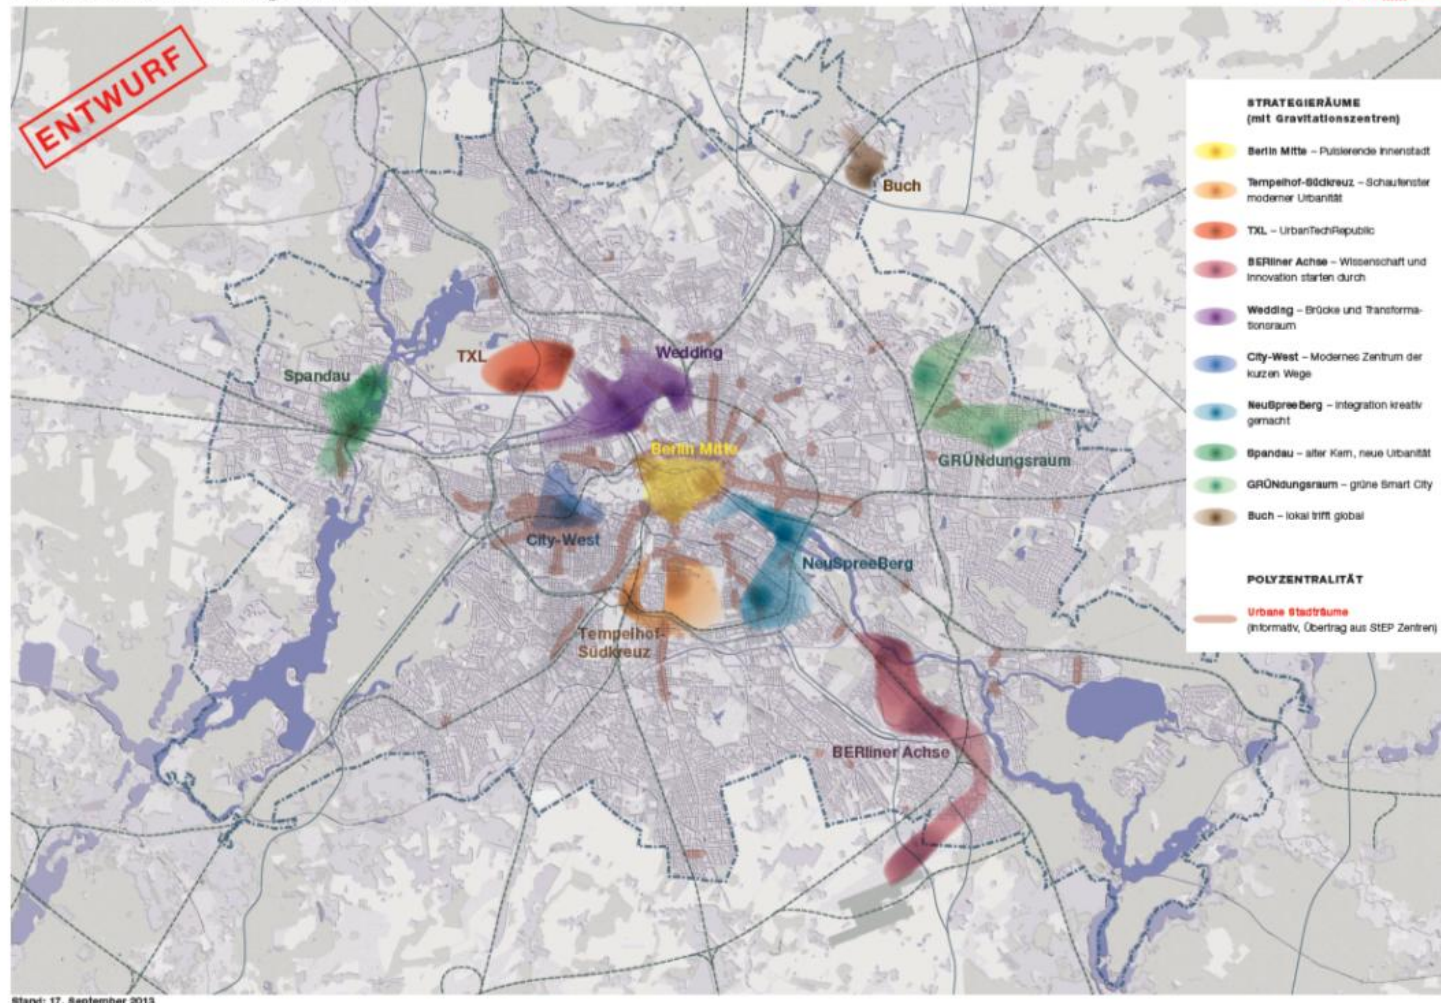 ENTWURF
STRATEGIERÄUME
(mit Gravitationszentren)
Berlin Mitte – Pulsierende Innenstadt
Tempelhof-Südkreuz – Schaufenster
moderner Urbanität
TXL – UrbanTechRepublic
BERliner Achse – Wissenschaft und
Innovation starten durch
Wedding – Brücke und Transforma-
tionsraum
City-West – Modernes Zentrum der
kurzen Wege
NeuSpreeBerg – Integration kreativ
gemacht
Spandau – alter Kern, neue Urbanität
GRÜNdungsraum – grüne Smart City
Buch – lokal trifft global
POLYZENTRALITÄT
Urbane Stadträume
(informativ, Übertrag aus StEP Zentren)
Buch
Wedding
TXL
Spandau
Berlin Mitte
GRÜNdungsraum
City-West
NeuSpreeBerg
Tempelhof-
Südkreuz
BERliner Achse
Stand: 17. September 2013